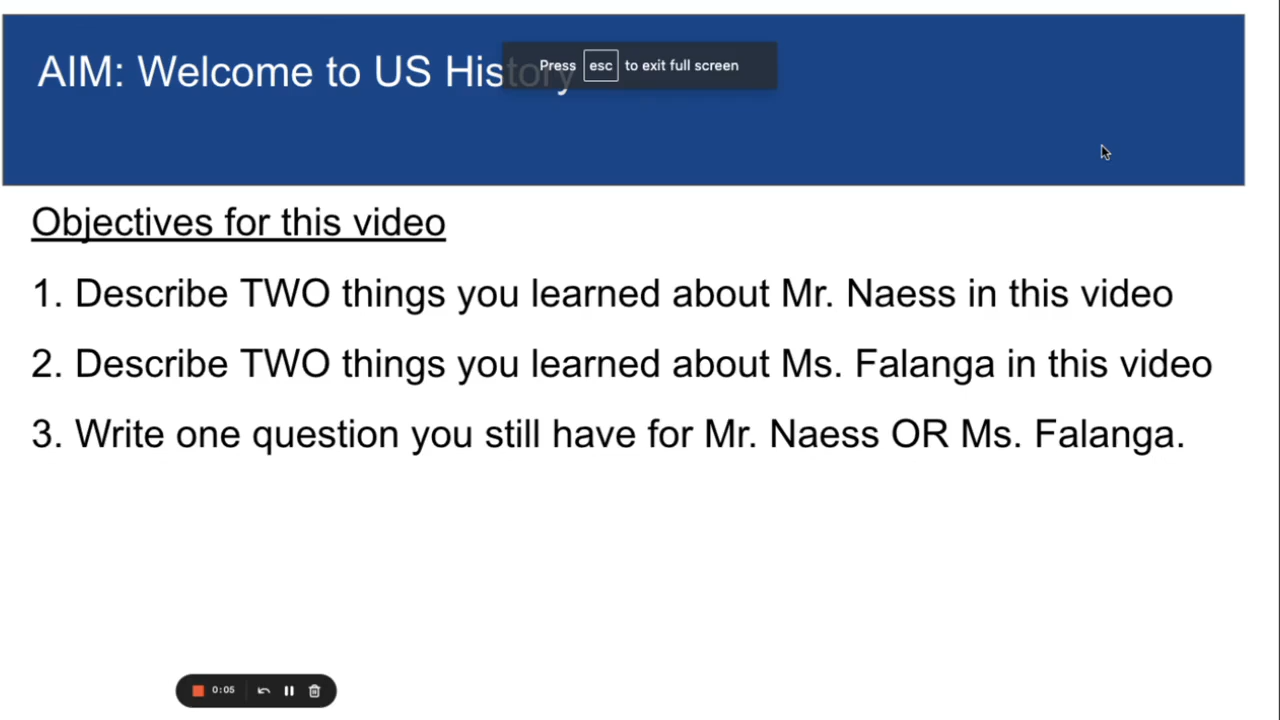 AIM: Welcome to US History
Press esc to exit full screen
Objectives for this video
1. Describe TWO things you learned about Mr. Naess in this video
2. Describe TWO things you learned about Ms. Falanga in this video
3. Write one question you still have for Mr. Naess OR Ms. Falanga.
0:05